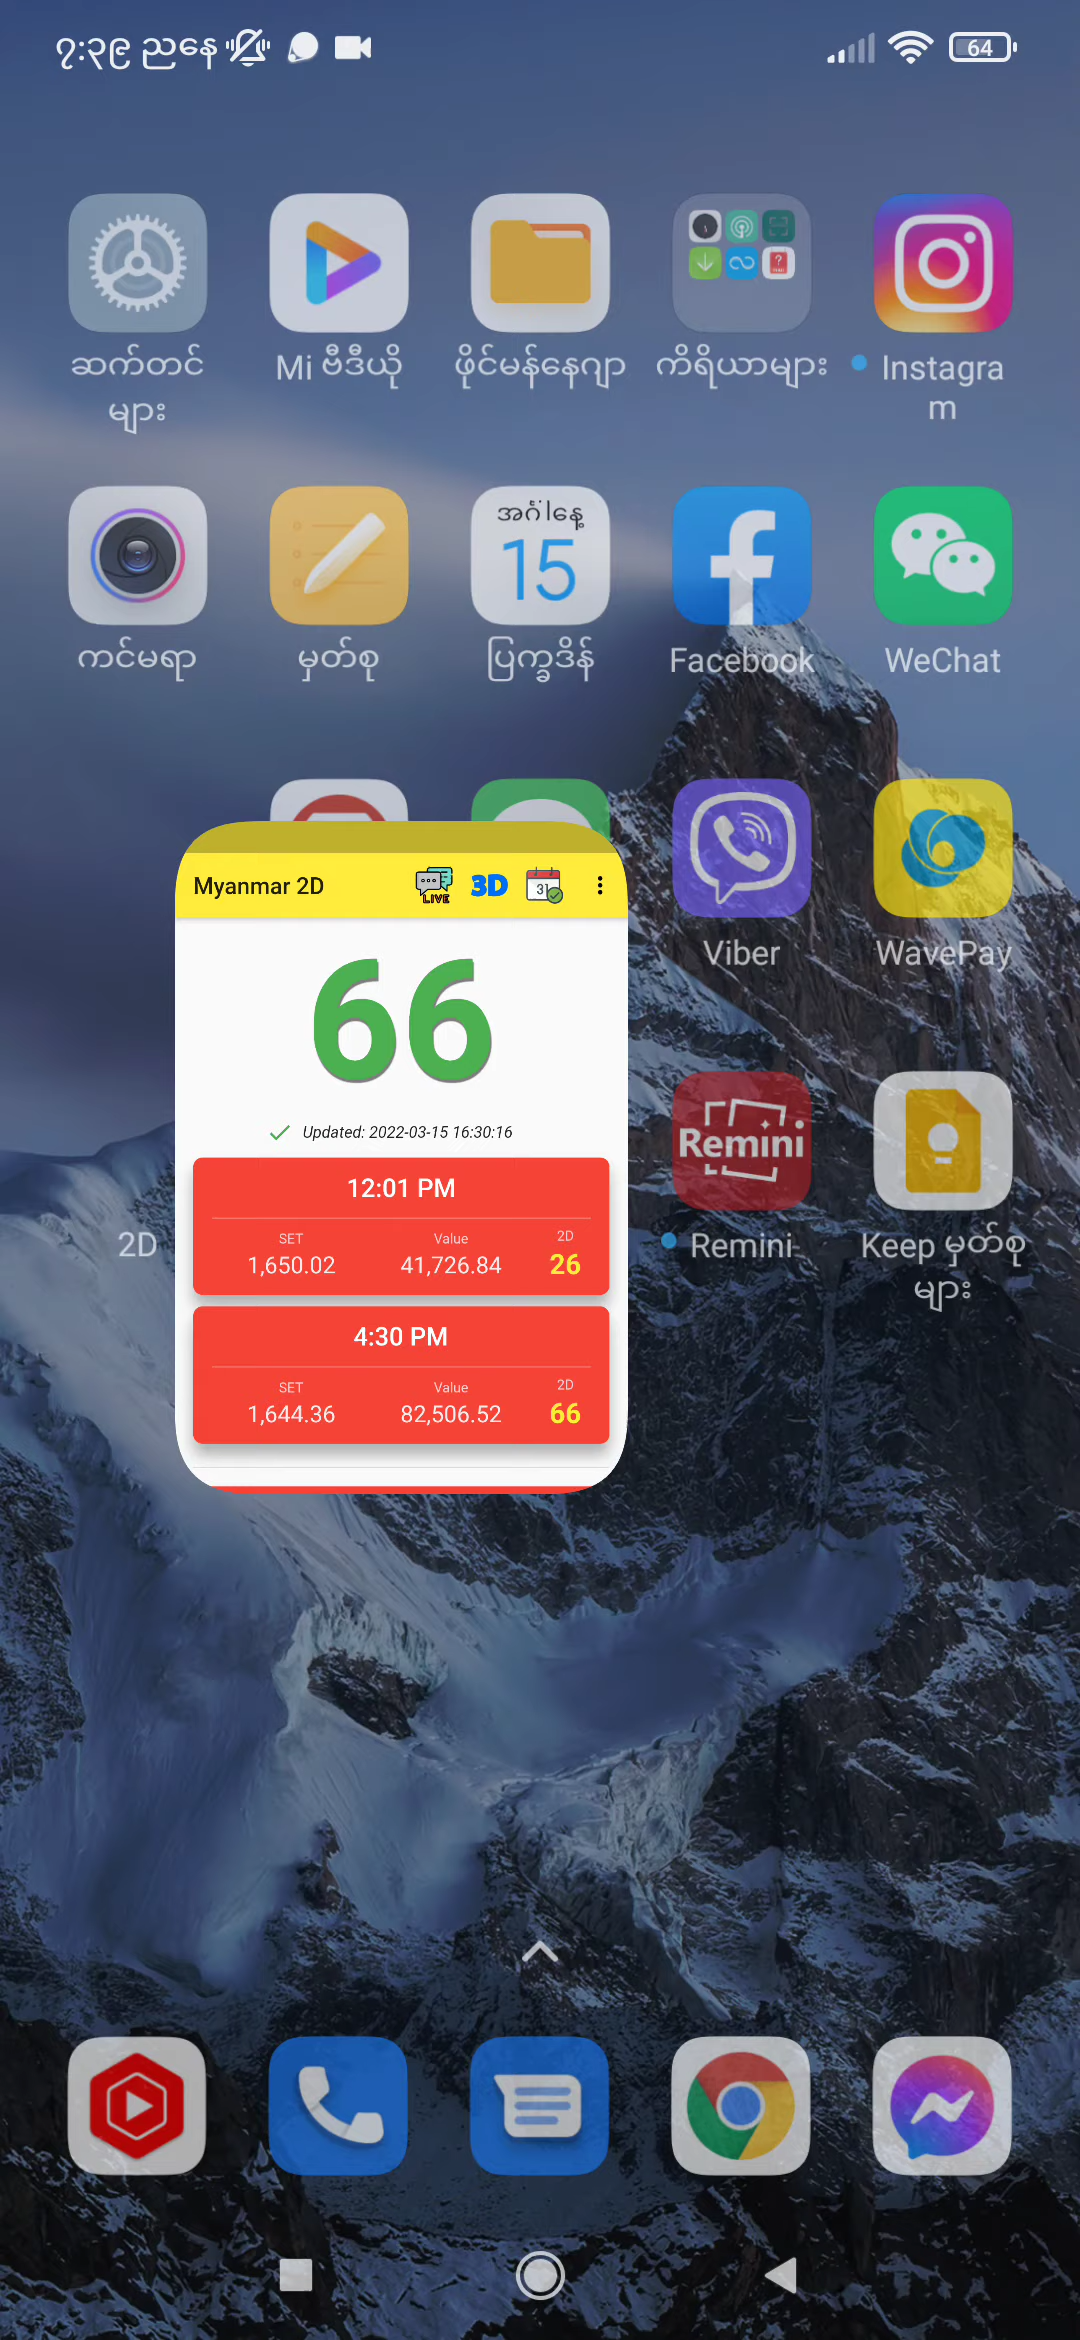 ၇:၃၉ ညနေ
64
ဆက်တင်
များ
Mi ဗီဒီယို
ဖိုင်မန်နေဂျာ
ကိရိယာများ
Instagra
m
အင်္ဂါနေ့
15
ကင်မရာ
မှတ်စု
ပြက္ခဒိန်
Facebook
WeChat
Viber
WavePay
Myanmar 2D
LIVE
3D
31
66
Updated: 2022-03-15 16:30:16
12:01 PM
SET
Value
2D
1,650.02
41,726.84
26
4:30 PM
SET
Value
2D
1,644.36
82,506.52
66
2D
Remini
Remini
Keep မှတ်စု
များ